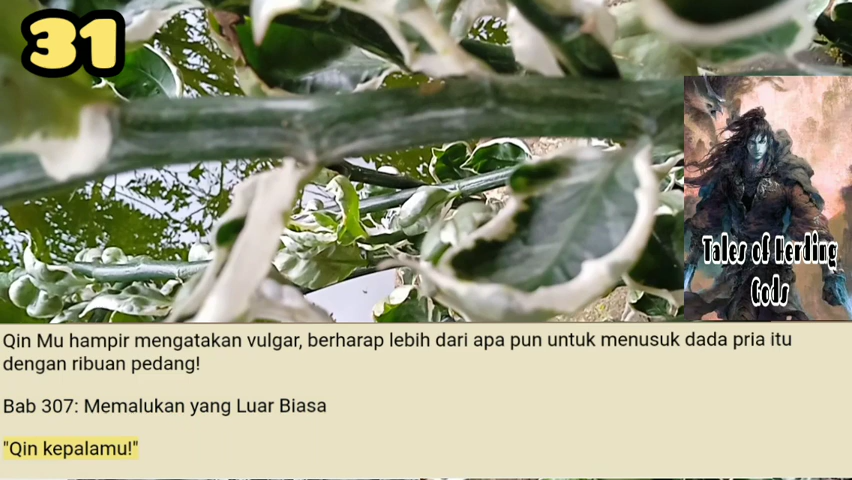 31
Tales of Herding
Gods
Qin Mu hampir mengatakan vulgar, berharap lebih dari apa pun untuk menusuk dada pria itu
dengan ribuan pedang!
Bab 307: Memalukan yang Luar Biasa
"Qin kepalamu!"